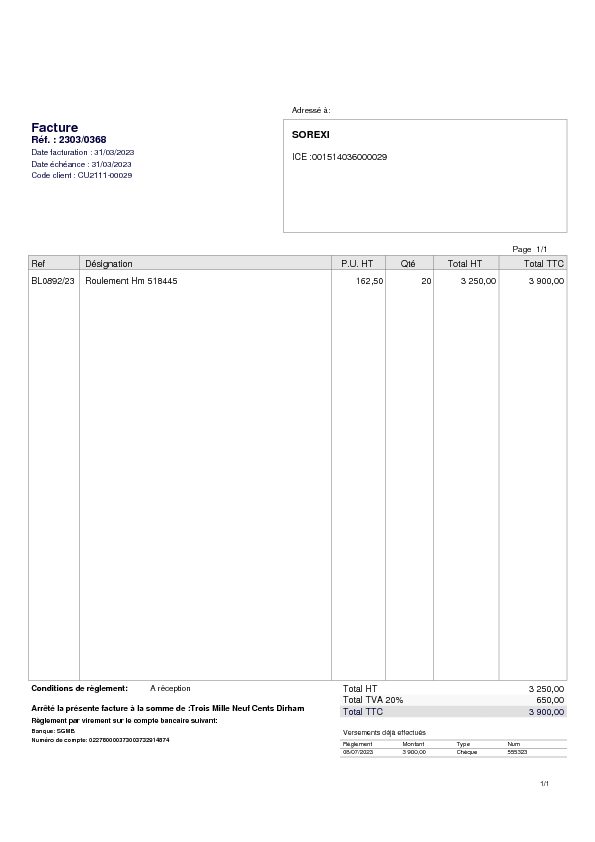 Adressé à:
Facture
Réf. : 2303/0368
Date facturation : 31/03/2023
Date échéance : 31/03/2023
Code client : CU2111-00029
SOREXI
ICE :001514036000029
Page 1/1
Ref Désignation P.U. HT Qté Total HT Total TTC
BL0892/23 Roulement Hm 518445 162,50 20 3 250,00 3 900,00
Conditions de règlement: A réception
Total HT 3 250,00
Total TVA 20% 650,00
Total TTC 3 900,00
Arrêté la présente facture à la somme de :Trois Mille Neuf Cents Dirham
Règlement par virement sur le compte bancaire suivant:
Banque: SGMB
Numéro de compte:
Versements déjà effectués
Règlement Montant Type Num
08/07/2023 3 900,00 Chèque 555323
1/1